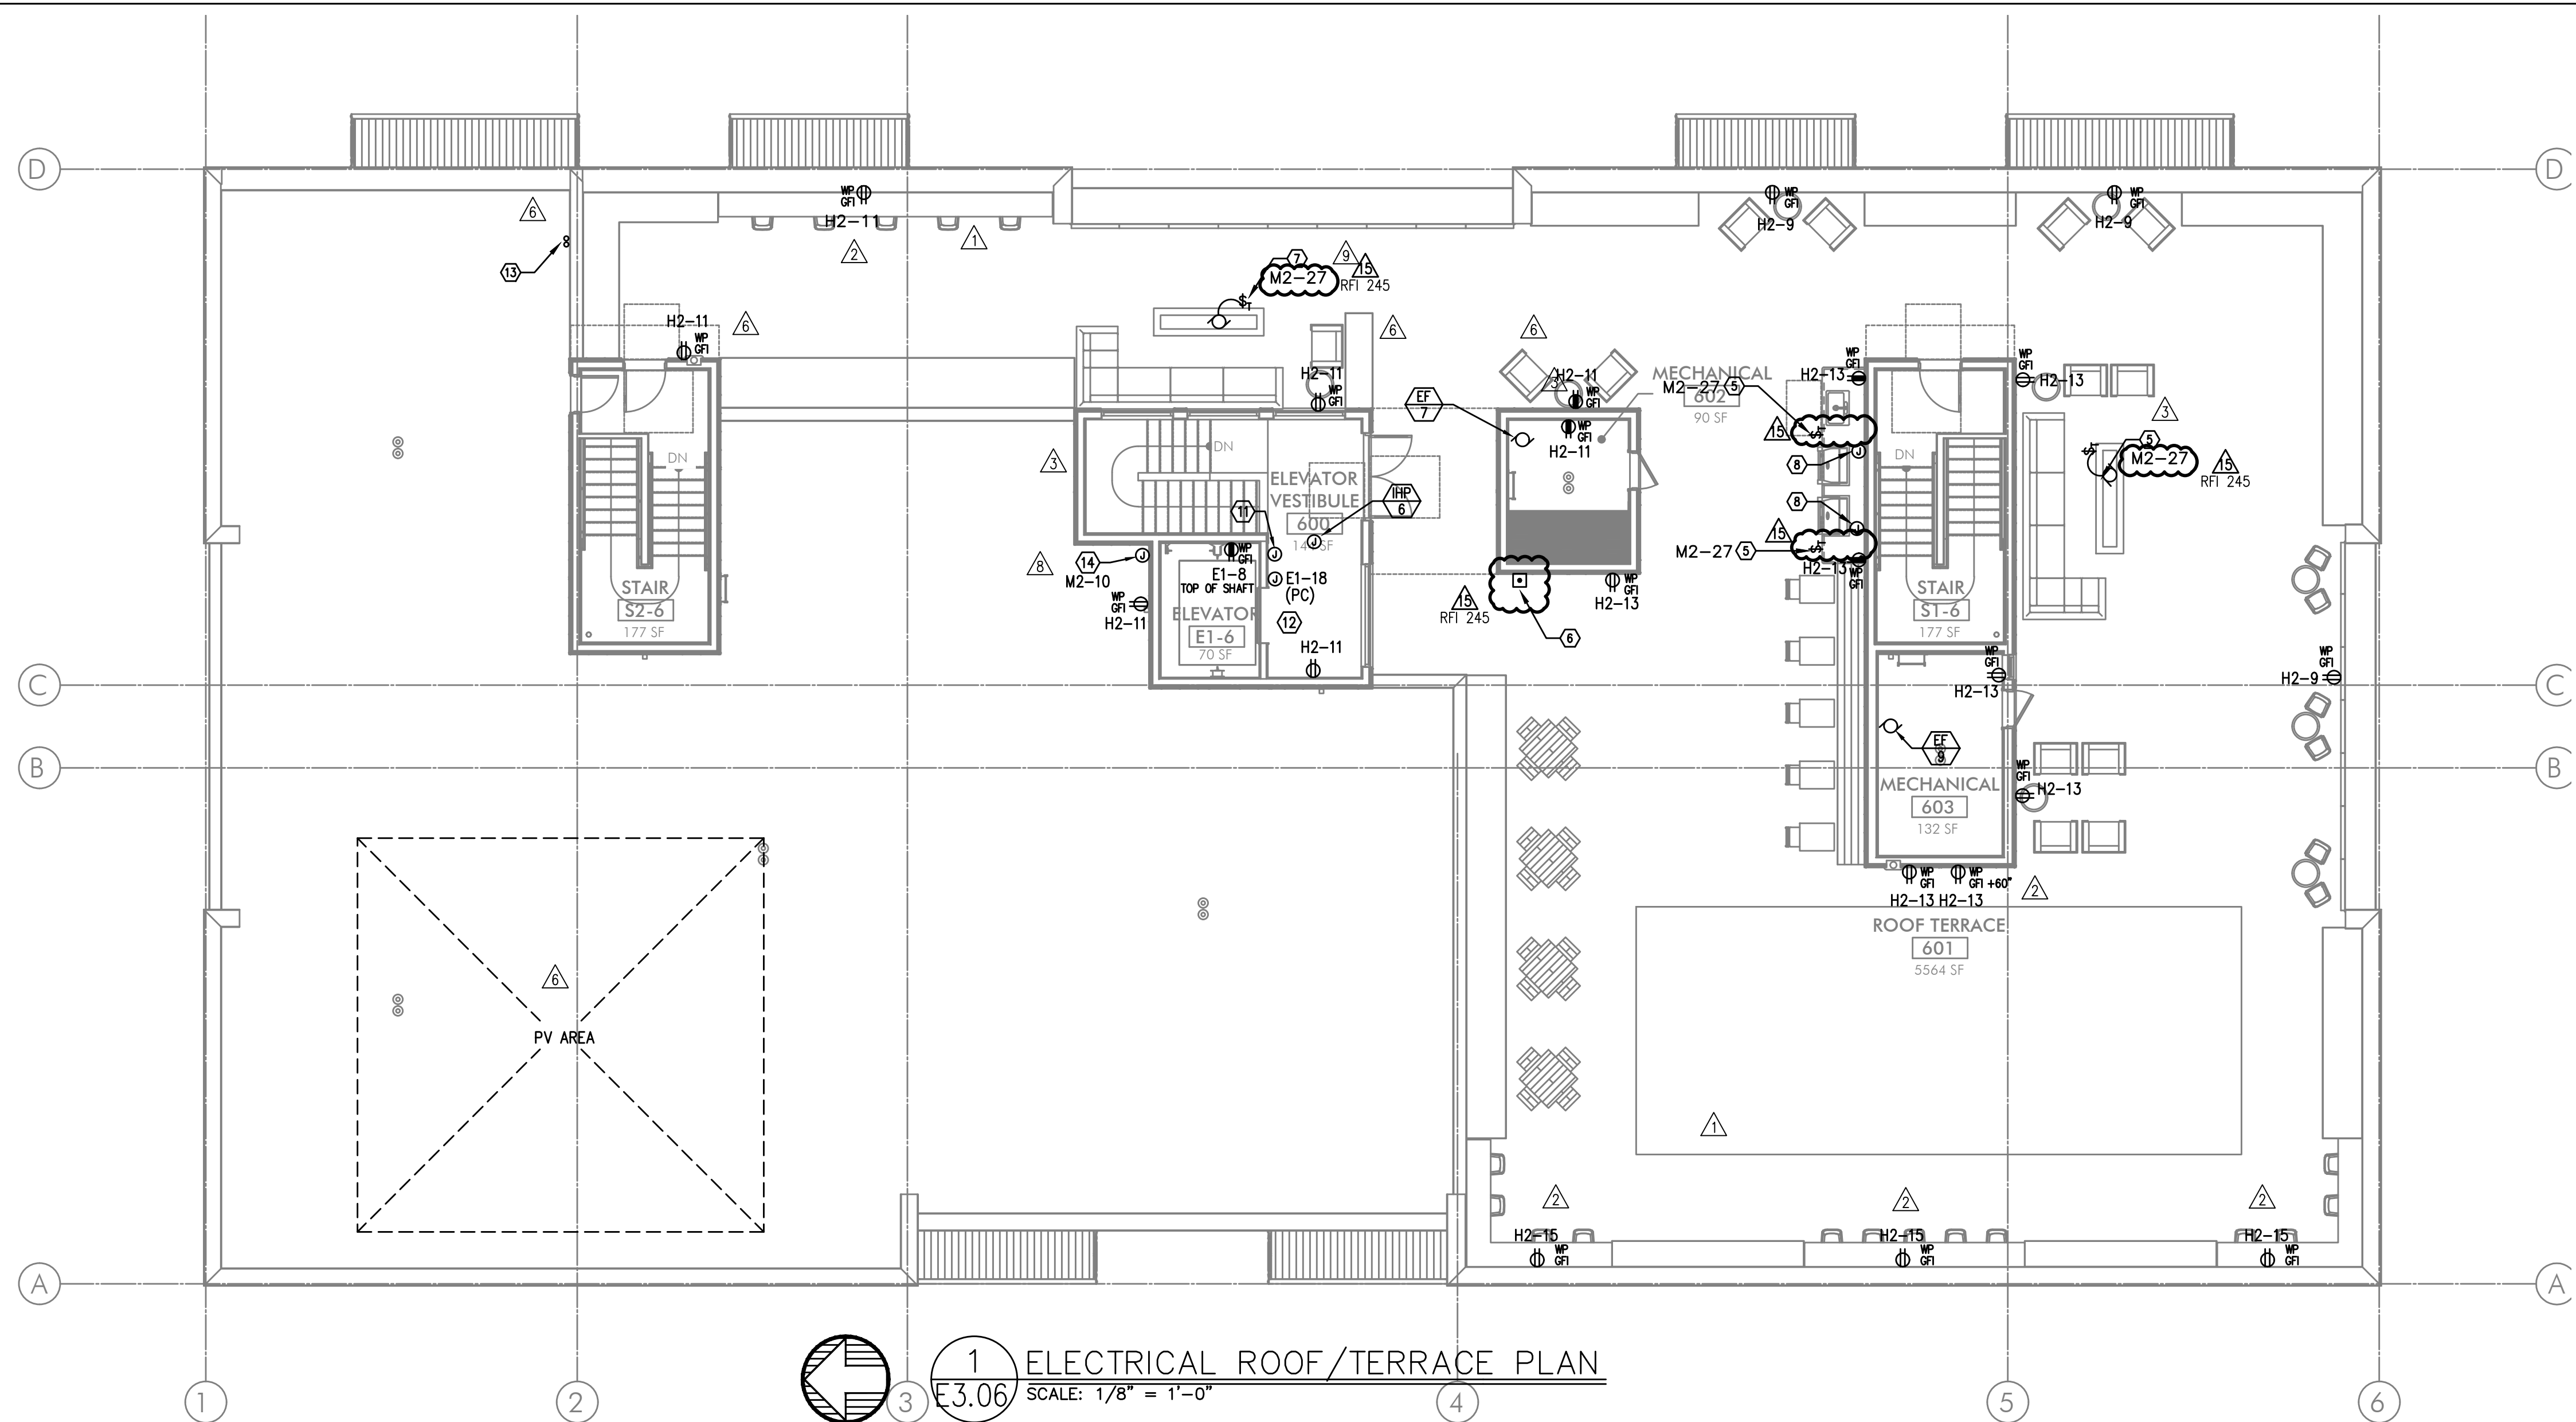 D
D
6
WP
GFI
H2-11
WP
GFI
H2-9
WP
GFI
H2-9
2
1
13
7
9
M2-27
15
RFI 245
H2-11
WP
GFI
6
6
6
H2-11
WP
GFI
3
H2-11
WP
GFI
MECHANICAL
602
90 SF
M2-27
5
WP
GFI
H2-13
WP
GFI
H2-13
EF
7
WP
GFI
H2-11
15
8
3
5
M2-27
15
RFI 245
DN
DN
DN
3
ELEVATOR
VESTIBULE
600
IHP
6
11
J
J
J
8
J
8
14
J
M2-10
WP
GFI
E1-8
TOP OF SHAFT
J
E1-18
(PC)
12
WP
GFI
H2-11
ELEVATOR
E1-6
70 SF
H2-11
STAIR
S2-6
177 SF
15
RFI 245
6
WP
GFI
H2-13
15
M2-27
5
H2-13
WP
GFI
STAIR
S1-6
177 SF
WP
GFI
H2-13
WP
GFI
H2-9
C
C
EF
9
B
B
MECHANICAL
603
132 SF
WP
GFI
H2-13
WP
GFI
H2-13
WP
GFI +60"
H2-13
2
ROOF TERRACE
601
5564 SF
6
PV AREA
1
2
2
2
H2-15
WP
GFI
H2-15
WP
GFI
H2-15
WP
GFI
A
A
1
E3.06
ELECTRICAL ROOF/TERRACE PLAN
SCALE: 1/8" = 1'-0"
1
2
3
4
5
6